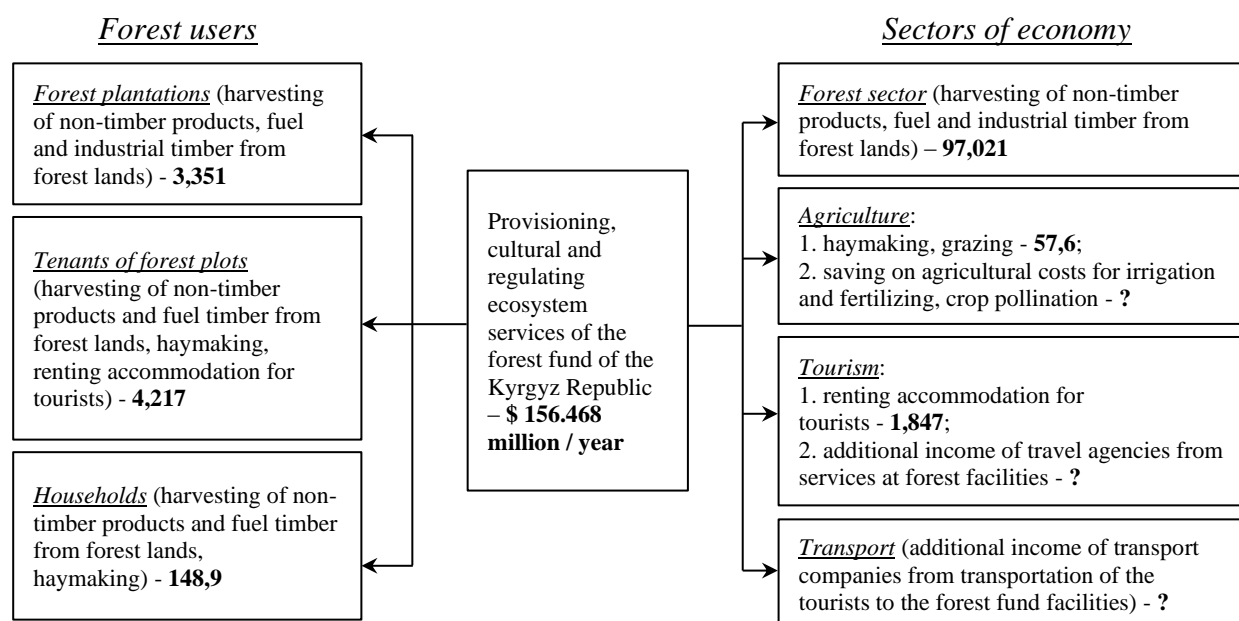 Forest users
Forest plantations (harvesting
of non-timber products, fuel
and industrial timber from
forest lands) - 3,351
Tenants of forest plots
(harvesting of non-timber
products and fuel timber from
forest lands, haymaking,
renting accommodation for
tourists) - 4,217
Households (harvesting of non-
timber products and fuel timber
from forest lands,
haymaking) - 148,9
Provisioning,
cultural and
regulating
ecosystem
services of the
forest fund of the
Kyrgyz Republic
– $ 156.468
million / year
Sectors of economy
Forest sector (harvesting of non-timber
products, fuel and industrial timber from
forest lands) – 97,021
Agriculture:
1. haymaking, grazing - 57,6;
2. saving on agricultural costs for irrigation
and fertilizing, crop pollination - ?
Tourism:
1. renting accommodation for
tourists - 1,847;
2. additional income of travel agencies from
services at forest facilities - ?
Transport (additional income of transport
companies from transportation of the
tourists to the forest fund facilities) - ?